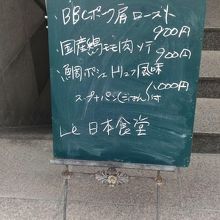 BBCポーク肩ロースト
900円
国産鶏モモ肉ソテー
900円
鯛ポシェ トリュフ風味
1,000円
スープ+パン(ごはん)付
Le 日本食堂